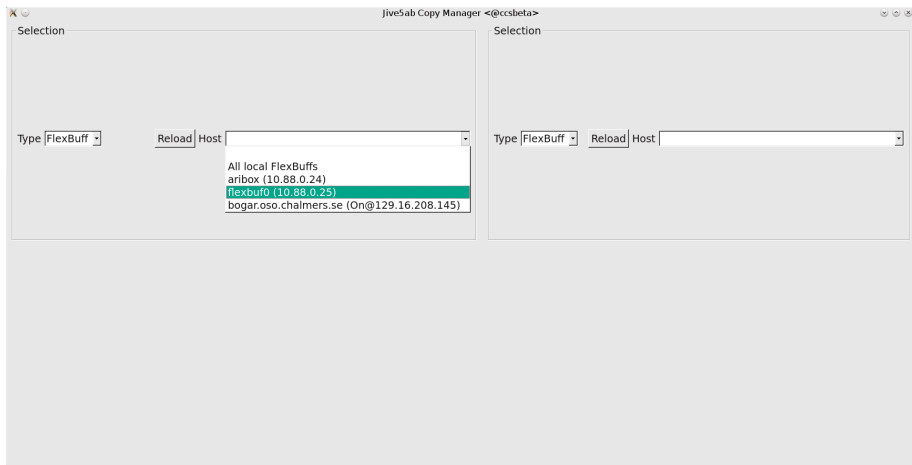 Jive5ab Copy Manager <@ccsbeta>
Selection
Type FlexBuff Reload Host
All local FlexBuffs
aribox (10.88.0.24)
flexbuf0 (10.88.0.25)
bogar.oso.chalmers.se (On@129.16.208.145)
Selection
Type FlexBuff Reload Host